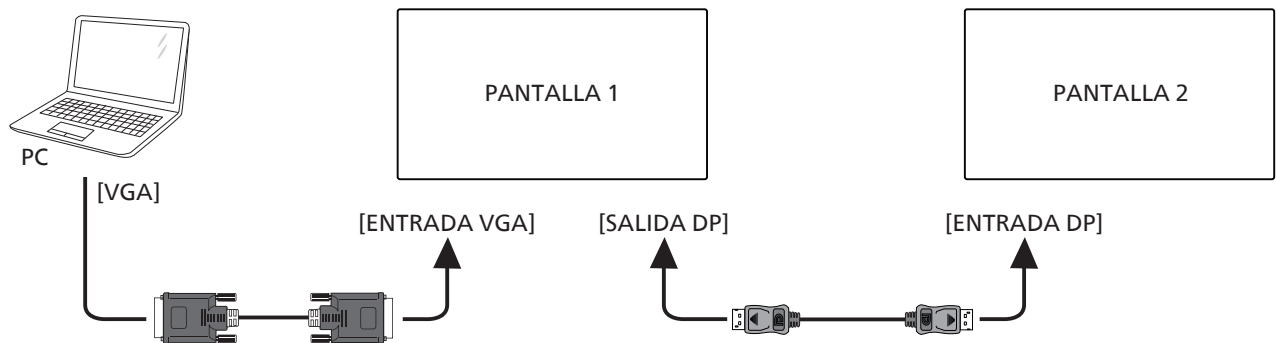 PANTALLA 1
PANTALLA 2
PC
[VGA]
[ENTRADA VGA]
[SALIDA DP]
[ENTRADA DP]